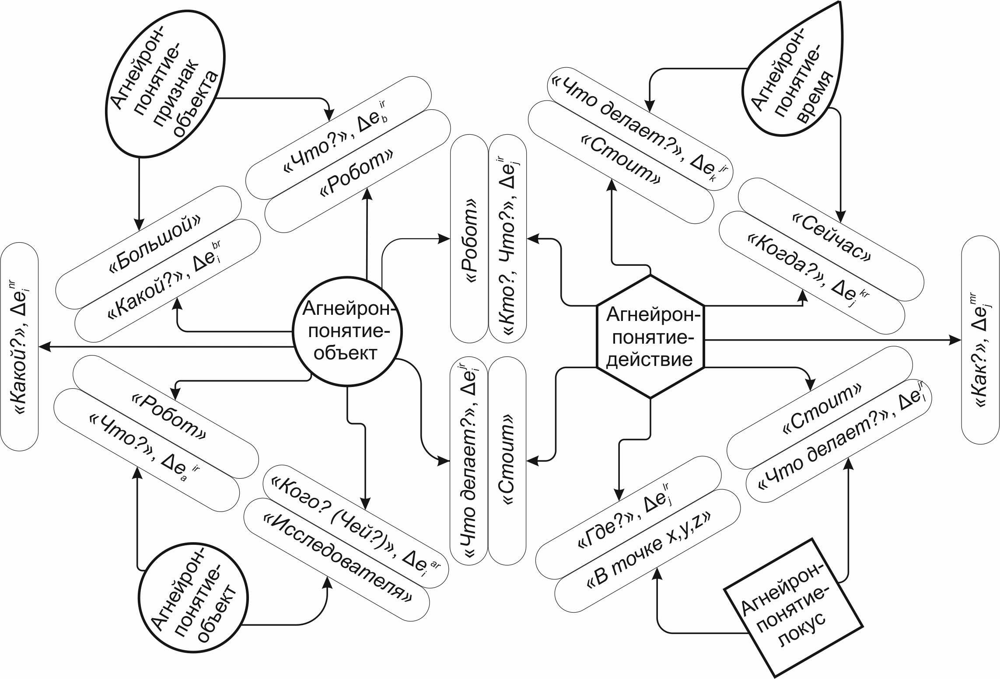 Агнейрон-
понятие-
признак
объекта
«Что?», Δe_b^{ir}
«Робот»
«Большой»
«Какой?», Δe_i^{br}
«Какой?», Δe_i^{nr}
Агнейрон-
понятие-
объект
«Робот»
«Что?», Δe_a^{ir}
«Кого? (Чей?)», Δe_i^{ar}
«Исследователя»
Агнейрон-
понятие-
объект
«Робот»
«Кто?, Что?», Δe_j^{ir}
«Что делает?», Δe_i^{jr}
«Стоит»
Агнейрон-
понятие-
время
«Что делает?», Δe_k^{jr}
«Стоит»
«Сейчас»
«Когда?», Δe_j^{kr}
Агнейрон-
понятие-
действие
«Как?», Δe_j^{mr}
«Стоит»
«Что делает?», Δe_l^{jr}
«Где?», Δe_j^{lr}
«В точке x,y,z»
Агнейрон-
понятие-
локус